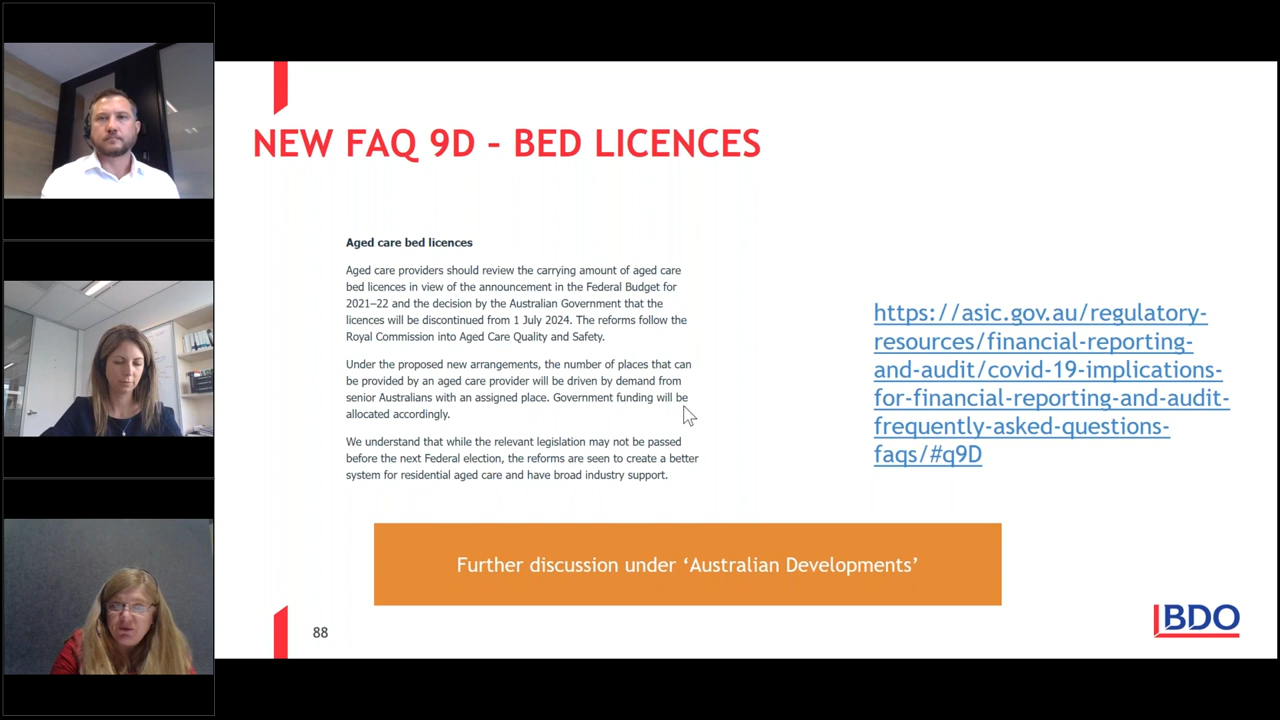 NEW FAQ 9D – BED LICENCES
Aged care bed licences
Aged care providers should review the carrying amount of aged care
bed licences in view of the announcement in the Federal Budget for
2021–22 and the decision by the Australian Government that the
licences will be discontinued from 1 July 2024. The reforms follow the
Royal Commission into Aged Care Quality and Safety.
Under the proposed new arrangements, the number of places that can
be provided by an aged care provider will be driven by demand from
senior Australians with an assigned place. Government funding will be
allocated accordingly.
We understand that while the relevant legislation may not be passed
before the next Federal election, the reforms are seen to create a better
system for residential aged care and have broad industry support.
https://asic.gov.au/regulatory-
resources/financial-reporting-
and-audit/covid-19-implications-
for-financial-reporting-and-audit-
frequently-asked-questions-
faqs/#q9D
Further discussion under ‘Australian Developments’
88
BDO